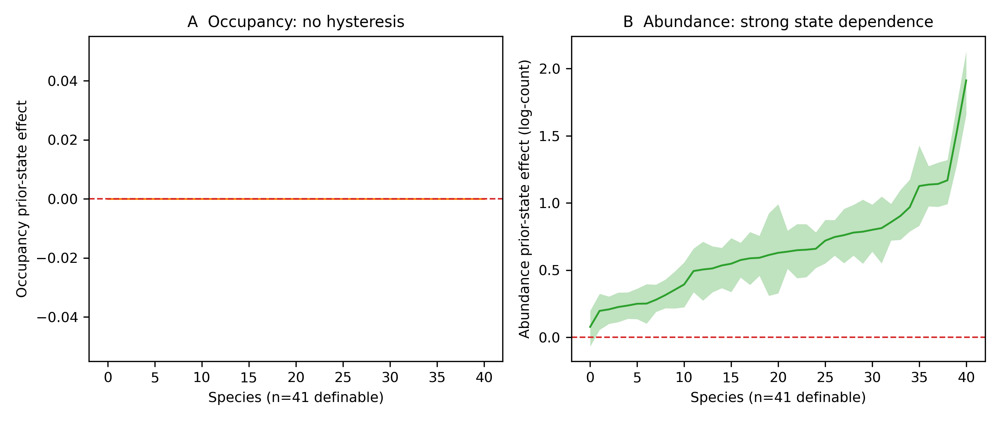 A  Occupancy: no hysteresis
Occupancy prior-state effect
0.04
0.02
0.00
−0.02
−0.04
0 5 10 15 20 25 30 35 40
Species (n=41 definable)
B  Abundance: strong state dependence
Abundance prior-state effect (log-count)
2.0
1.5
1.0
0.5
0.0
0 5 10 15 20 25 30 35 40
Species (n=41 definable)